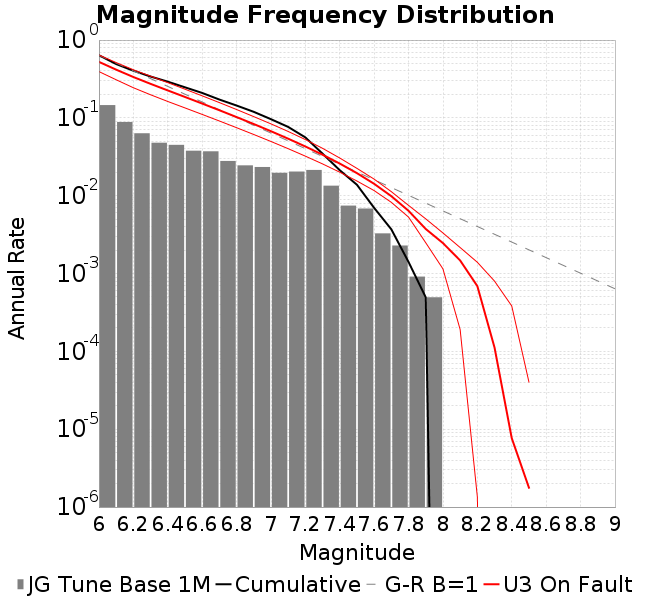 Magnitude Frequency Distribution
10^0
10^-1
10^-2
10^-3
10^-4
10^-5
10^-6
Annual Rate
6 6.2 6.4 6.6 6.8 7 7.2 7.4 7.6 7.8 8 8.2 8.4 8.6 8.8 9
Magnitude
JG Tune Base 1M Cumulative G-R B=1 U3 On Fault